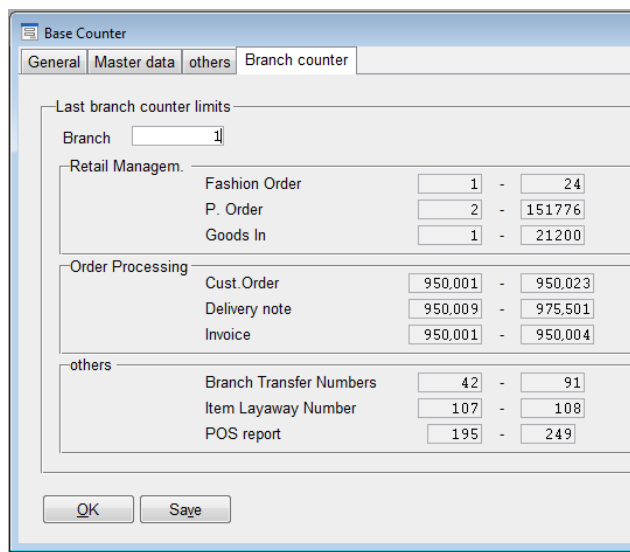 Base Counter
General Master data others Branch counter
Last branch counter limits
Branch 1
Retail Managem.
Fashion Order 1 - 24
P. Order 2 - 151776
Goods In 1 - 21200
Order Processing
Cust.Order 950,001 - 950,023
Delivery note 950,009 - 975,501
Invoice 950,001 - 950,004
others
Branch Transfer Numbers 42 - 91
Item Layaway Number 107 - 108
POS report 195 - 249
OK Save